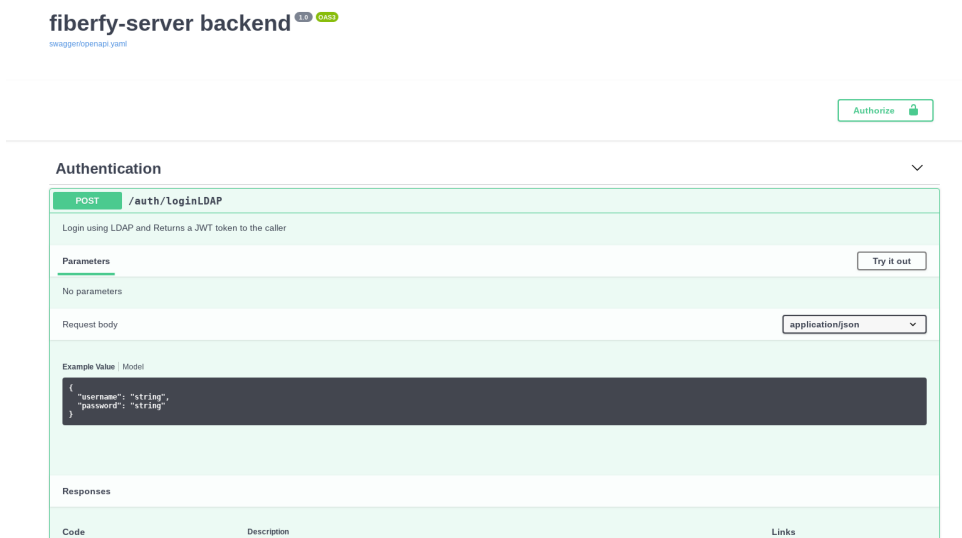 fiberfy-server backend 1.0 OAS3
swagger/openapi.yaml
Authorize
Authentication
POST /auth/loginLDAP
Login using LDAP and Returns a JWT token to the caller
Parameters Try it out
No parameters
Request body application/json
Example Value Model
{
  "username": "string",
  "password": "string"
}
Responses
Code Description Links